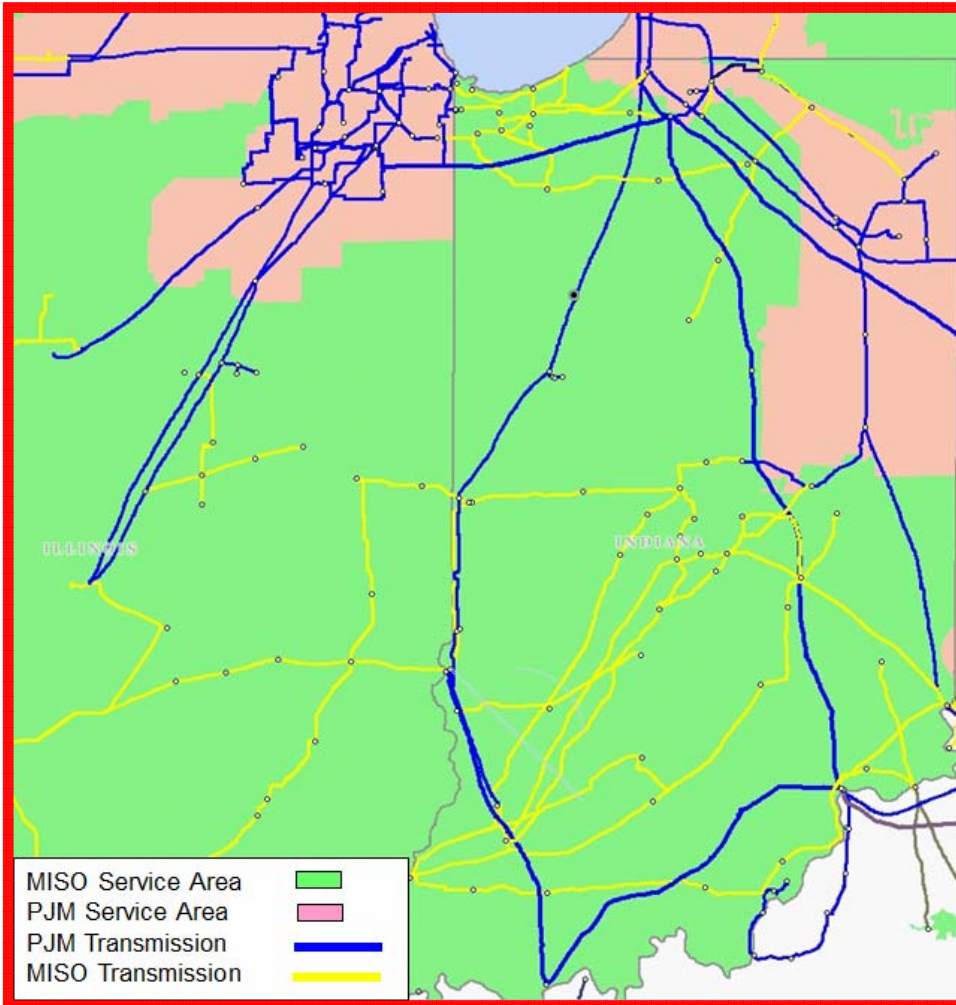 ILLINOIS
INDIANA
MISO Service Area
PJM Service Area
PJM Transmission
MISO Transmission